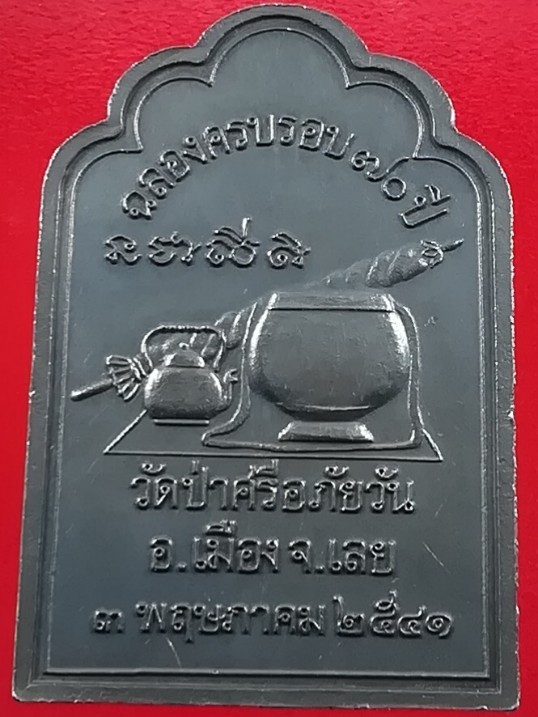 ฉลองครบรอบ ๗๐ ปี
วัดป่าศรีอภัยวัน
อ.เมือง จ.เลย
๓ พฤษภาคม ๒๕๔๑